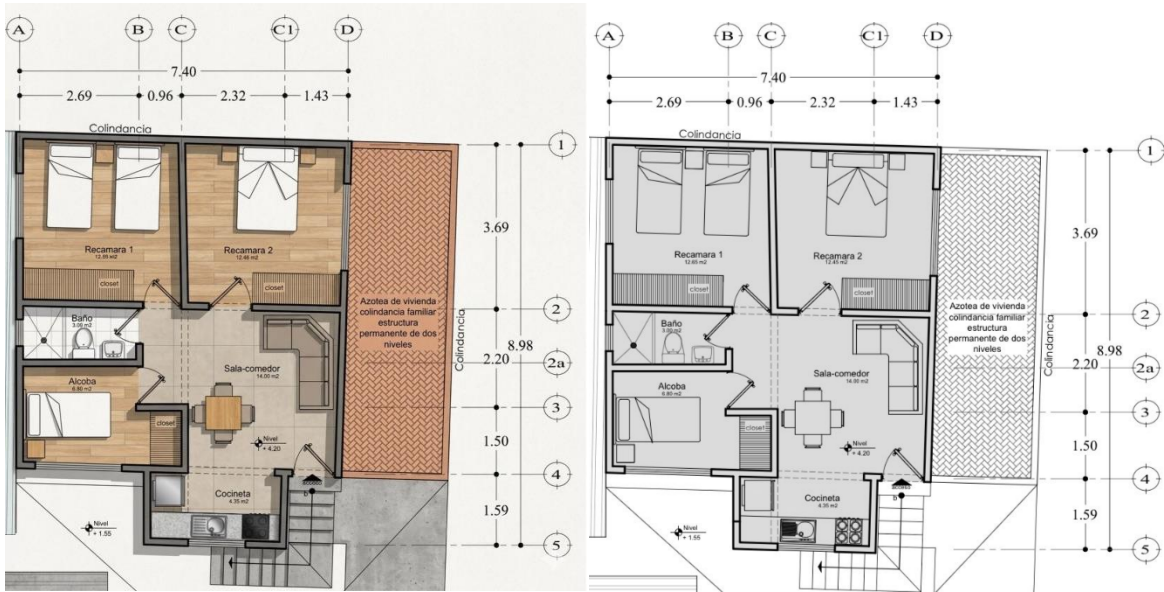 A B C C1 D
7.40
2.69 0.96 2.32 1.43
Colindancia
1
Recamara 1
12.65 m2
Recamara 2
12.45 m2
3.69
closet
closet
2
Baño
3.00 m2
Azotea de vivienda
colindancia familiar
estructura
permanente de dos
niveles
Colindancia
2.20
8.98
2a
Sala-comedor
14.00 m2
Alcoba
6.80 m2
3
closet
Nivel
+ 4.20
1.50
4
acceso
b
Cocineta
4.35 m2
Nivel
+ 1.55
1.59
5
A B C C1 D
7.40
2.69 0.96 2.32 1.43
Colindancia
1
Recamara 1
12.65 m2
Recamara 2
12.45 m2
3.69
closet
closet
2
Baño
3.00 m2
Azotea de vivienda
colindancia familiar
estructura
permanente de dos
niveles
Colindancia
2.20
8.98
2a
Sala-comedor
14.00 m2
Alcoba
6.80 m2
3
closet
Nivel
+ 4.20
1.50
4
acceso
b
Cocineta
4.35 m2
Nivel
+ 1.55
1.59
5